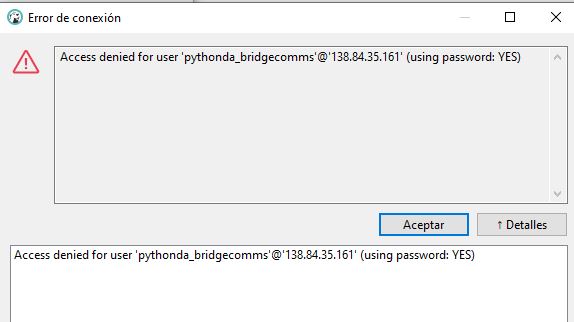 Error de conexión
Access denied for user 'pythonda_bridgecomms'@'138.84.35.161' (using password: YES)
Aceptar
↑ Detalles
Access denied for user 'pythonda_bridgecomms'@'138.84.35.161' (using password: YES)